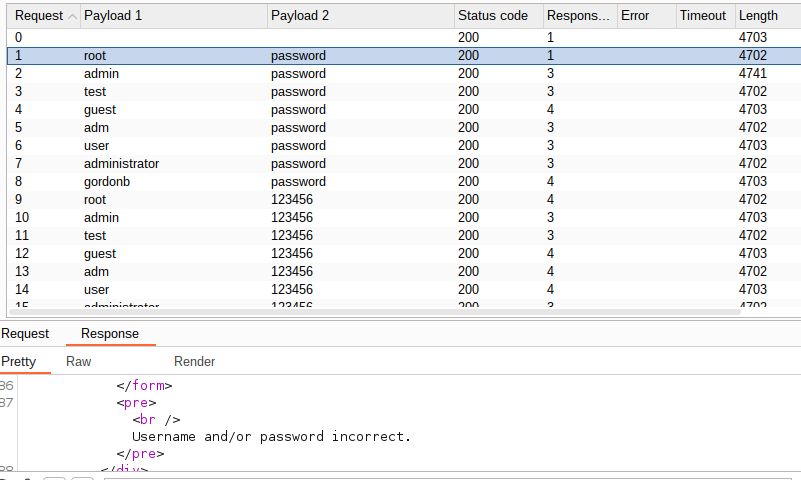 Request Payload 1 Payload 2 Status code Respons... Error Timeout Length
0 200 1 4703
1 root password 200 1 4702
2 admin password 200 3 4741
3 test password 200 3 4702
4 guest password 200 4 4703
5 adm password 200 3 4702
6 user password 200 3 4703
7 administrator password 200 3 4702
8 gordonb password 200 4 4703
9 root 123456 200 4 4702
10 admin 123456 200 3 4703
11 test 123456 200 3 4702
12 guest 123456 200 4 4703
13 adm 123456 200 4 4702
14 user 123456 200 4 4703
15 administrator 123456 200 3 4702
Request Response
Pretty Raw Render
86 </form>
87 <pre>
<br />
Username and/or password incorrect.
</pre>
88 </div>